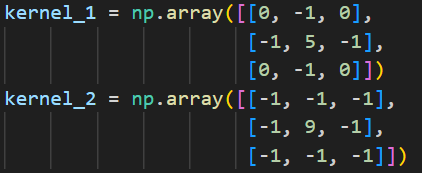 kernel_1 = np.array([[0, -1, 0],
                     [-1, 5, -1],
                     [0, -1, 0]])
kernel_2 = np.array([[-1, -1, -1],
                     [-1, 9, -1],
                     [-1, -1, -1]])